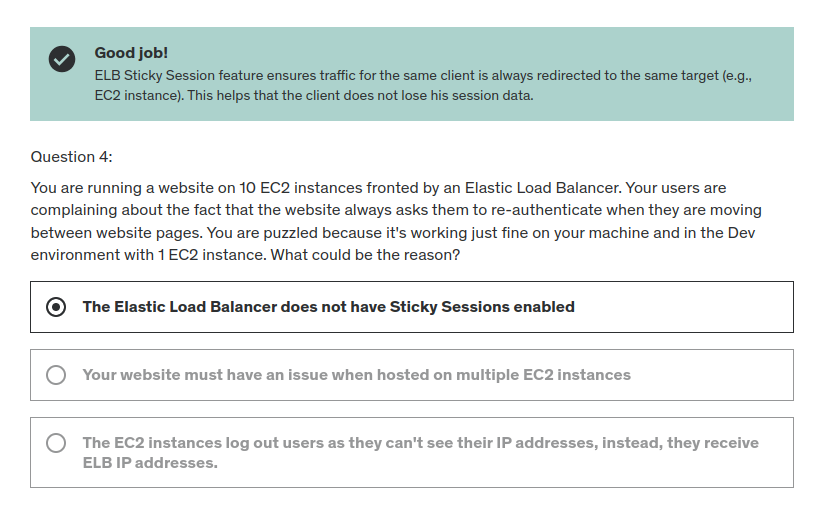 Good job!
ELB Sticky Session feature ensures traffic for the same client is always redirected to the same target (e.g.,
EC2 instance). This helps that the client does not lose his session data.
Question 4:
You are running a website on 10 EC2 instances fronted by an Elastic Load Balancer. Your users are
complaining about the fact that the website always asks them to re-authenticate when they are moving
between website pages. You are puzzled because it's working just fine on your machine and in the Dev
environment with 1 EC2 instance. What could be the reason?
The Elastic Load Balancer does not have Sticky Sessions enabled
Your website must have an issue when hosted on multiple EC2 instances
The EC2 instances log out users as they can't see their IP addresses, instead, they receive
ELB IP addresses.